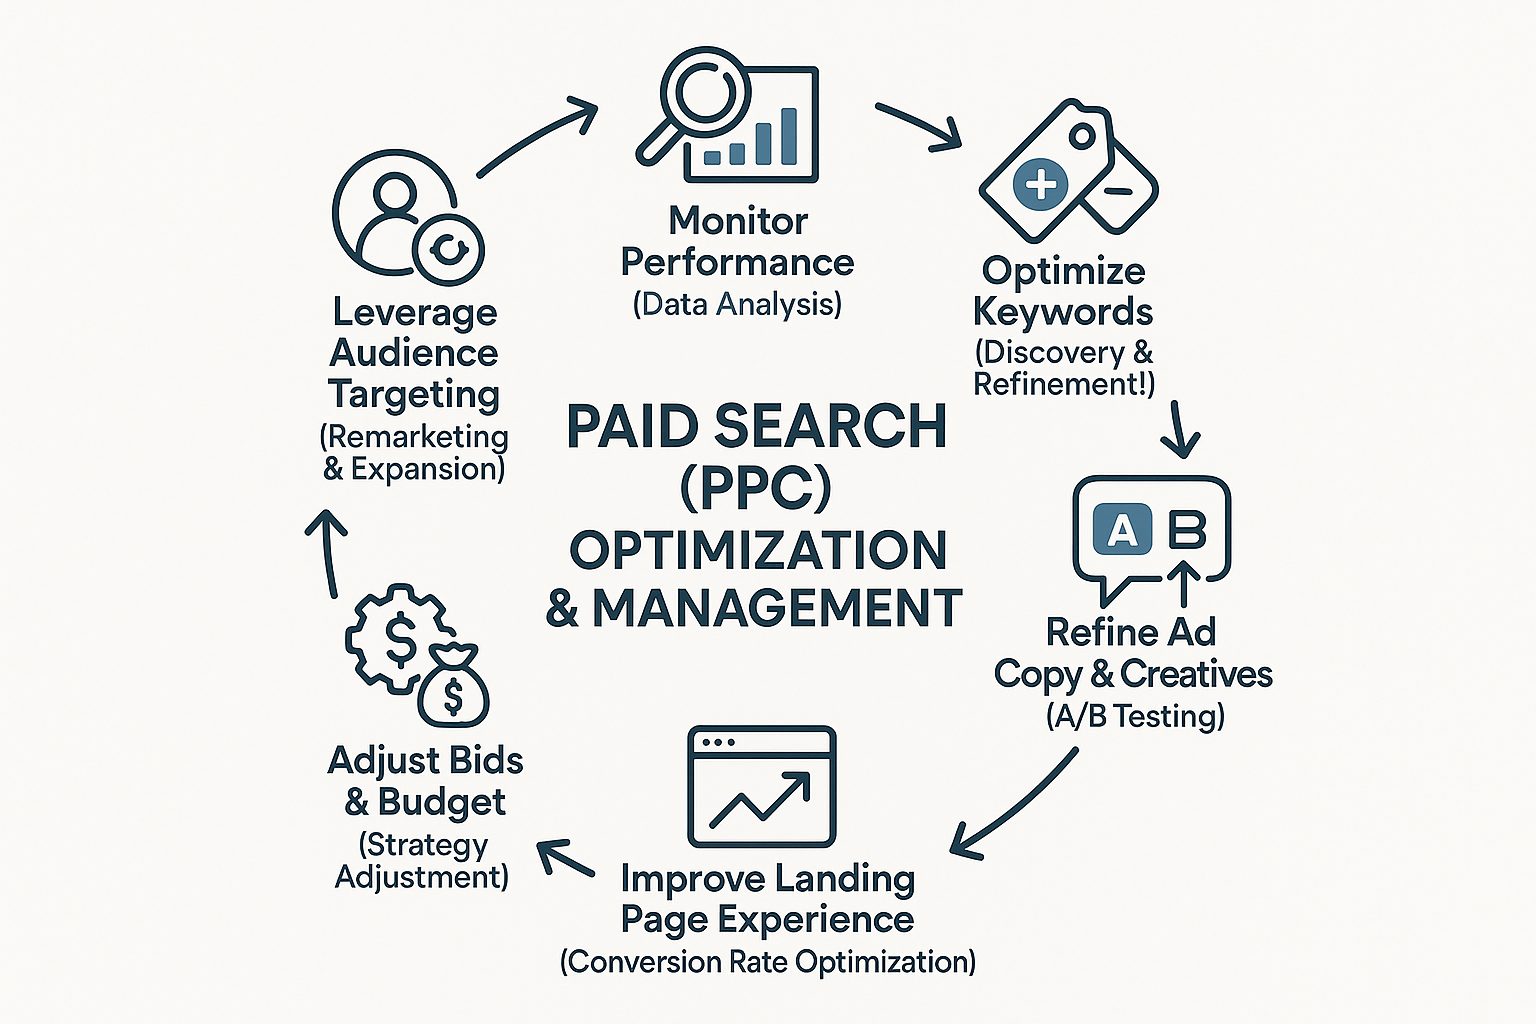 Monitor
Performance
(Data Analysis)
Optimize
Keywords
(Discovery &
Refinement!)
A B
Refine Ad
Copy & Creatives
(A/B Testing)
Improve Landing
Page Experience
(Conversion Rate Optimization)
$
$
Adjust Bids
& Budget
(Strategy
Adjustment)
Leverage
Audience
Targeting
(Remarketing
& Expansion)
PAID SEARCH
(PPC)
OPTIMIZATION
& MANAGEMENT